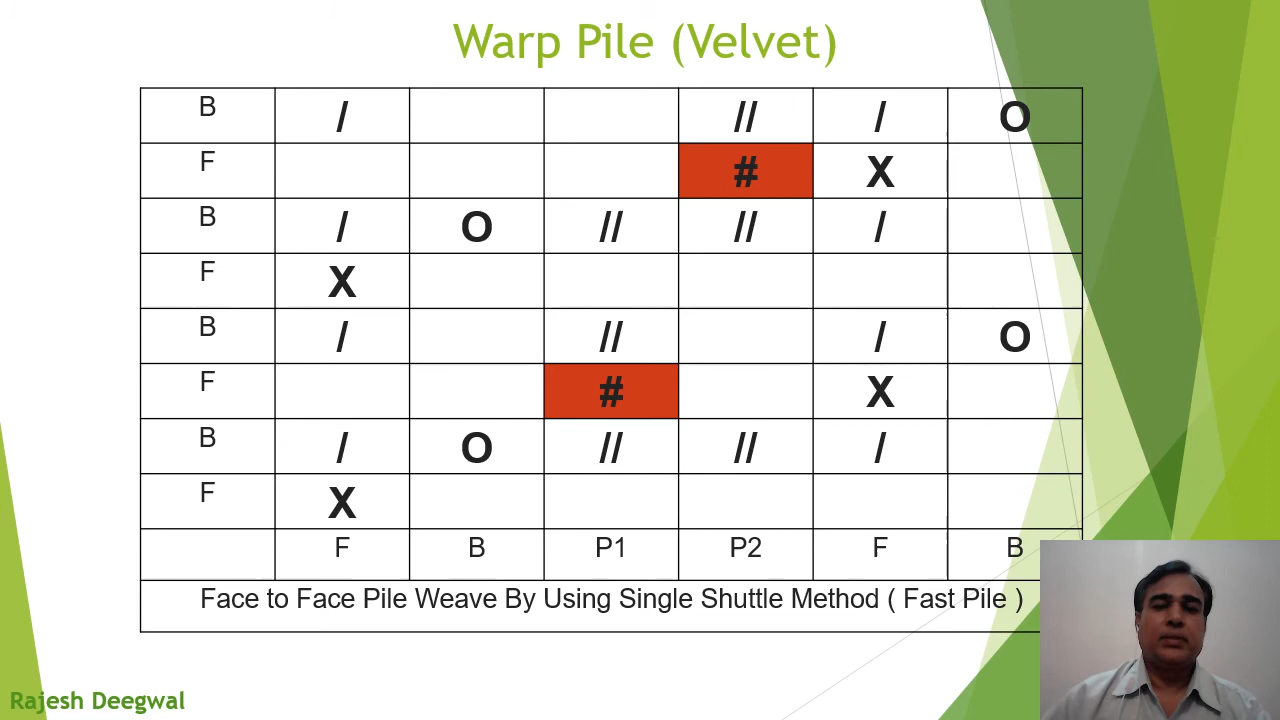 Warp Pile (Velvet)
B / // / O
F # X
B / O // // /
F X
B / // / O
F # X
B / O // // /
F X
F B P1 P2 F B
Face to Face Pile Weave By Using Single Shuttle Method ( Fast Pile )
Rajesh Deegwal